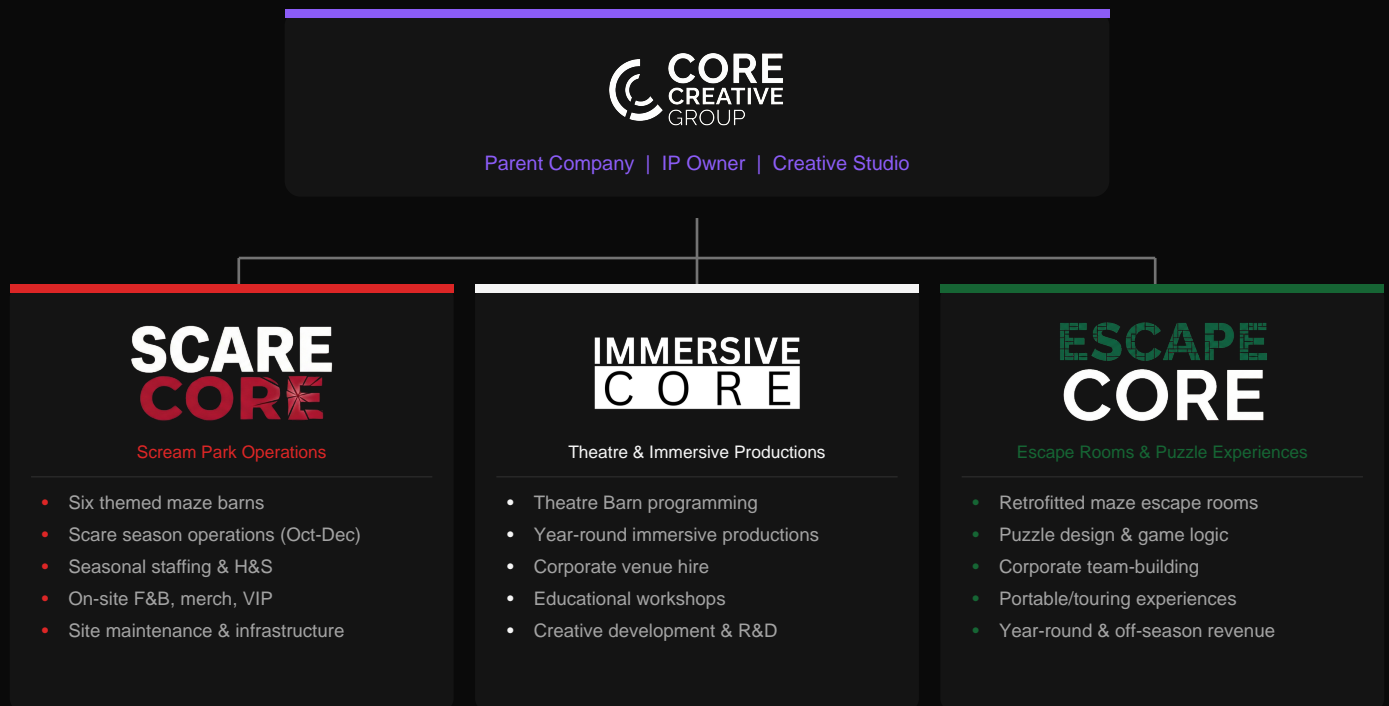 CORE
CREATIVE
GROUP
Parent Company | IP Owner | Creative Studio
SCARE
CORE
Scream Park Operations
• Six themed maze barns
• Scare season operations (Oct-Dec)
• Seasonal staffing & H&S
• On-site F&B, merch, VIP
• Site maintenance & infrastructure
IMMERSIVE
CORE
Theatre & Immersive Productions
• Theatre Barn programming
• Year-round immersive productions
• Corporate venue hire
• Educational workshops
• Creative development & R&D
ESCAPE
CORE
Escape Rooms & Puzzle Experiences
• Retrofitted maze escape rooms
• Puzzle design & game logic
• Corporate team-building
• Portable/touring experiences
• Year-round & off-season revenue